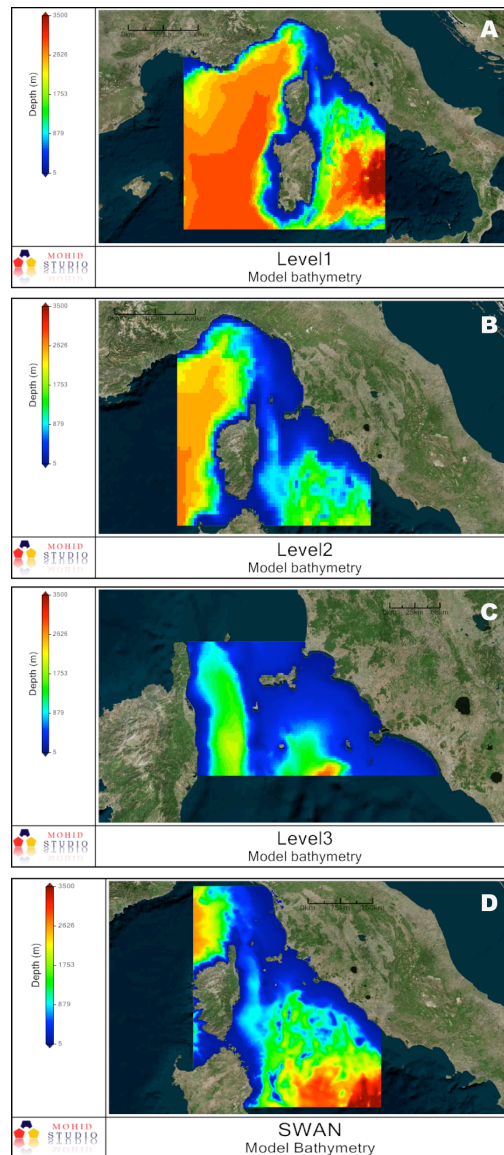 A
3500
2626
1753
879
5
Depth (m)
MOHID
STUDIO
Level1
Model bathymetry
B
3500
2626
1753
879
5
Depth (m)
MOHID
STUDIO
Level2
Model bathymetry
C
3500
2626
1753
879
5
Depth (m)
MOHID
STUDIO
Level3
Model bathymetry
D
3500
2626
1753
879
5
Depth (m)
MOHID
STUDIO
SWAN
Model Bathymetry